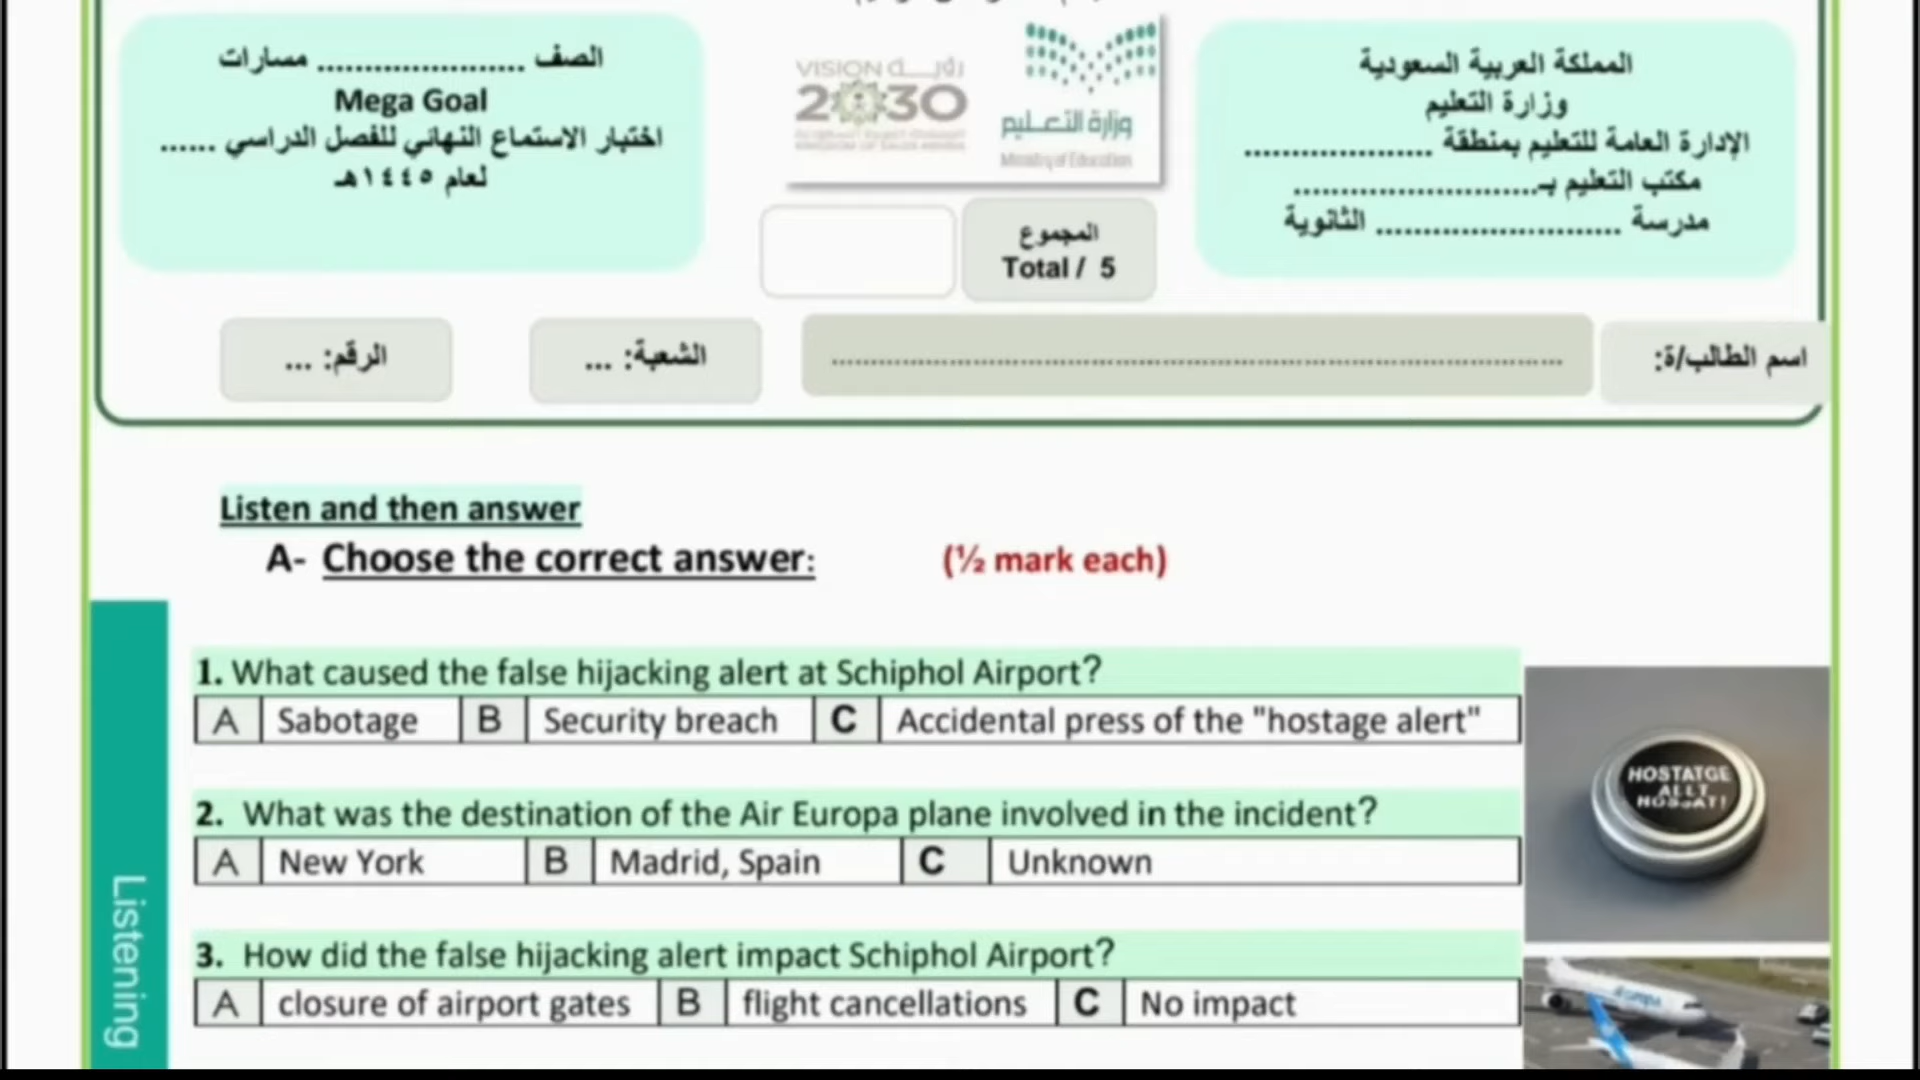 المملكة العربية السعودية
وزارة التعليم
الإدارة العامة للتعليم بمنطقة ....................
مكتب التعليم بـ..........................
مدرسة .......................... الثانوية
VISION رؤية
2030
KINGDOM OF SAUDI ARABIA
وزارة التعليم
Ministry of Education
الصف ...................... مسارات
Mega Goal
اختبار الاستماع النهائي للفصل الدراسي ......
لعام ١٤٤٥هـ
المجموع
Total / 5
اسم الطالب/ة: ................................................................................
الشعبة: ...
الرقم: ...
Listen and then answer
A- Choose the correct answer: (½ mark each)
Listening
1. What caused the false hijacking alert at Schiphol Airport?
A Sabotage B Security breach C Accidental press of the "hostage alert"
HOSTATGE
2. What was the destination of the Air Europa plane involved in the incident?
A New York B Madrid, Spain C Unknown
3. How did the false hijacking alert impact Schiphol Airport?
A closure of airport gates B flight cancellations C No impact